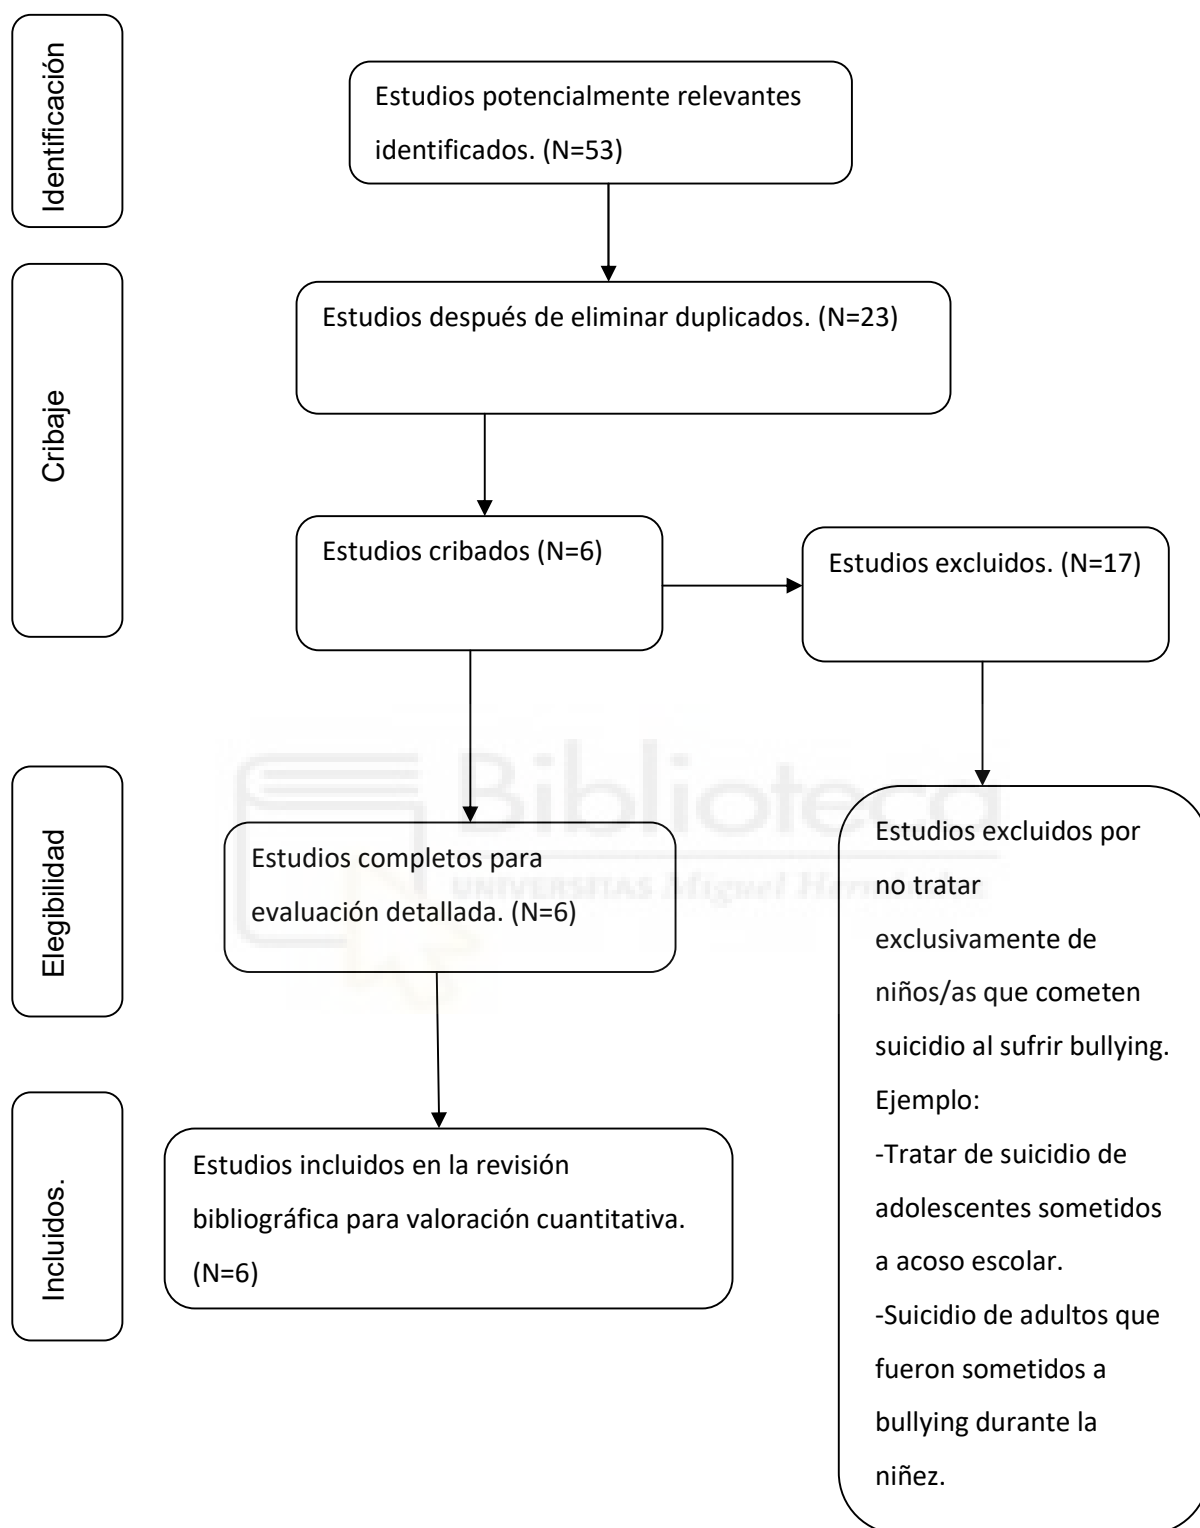 Identificación
Estudios potencialmente relevantes
identificados. (N=53)
Cribaje
Estudios después de eliminar duplicados. (N=23)
Estudios cribados (N=6)
Estudios excluidos. (N=17)
Elegibilidad
Estudios completos para
evaluación detallada. (N=6)
Estudios excluidos por
no tratar
exclusivamente de
niños/as que cometen
suicidio al sufrir bullying.
Ejemplo:
-Tratar de suicidio de
adolescentes sometidos
a acoso escolar.
-Suicidio de adultos que
fueron sometidos a
bullying durante la
niñez.
Incluidos.
Estudios incluidos en la revisión
bibliográfica para valoración cuantitativa.
(N=6)
Biblioteca
UNIVERSITAS Miguel Hernández